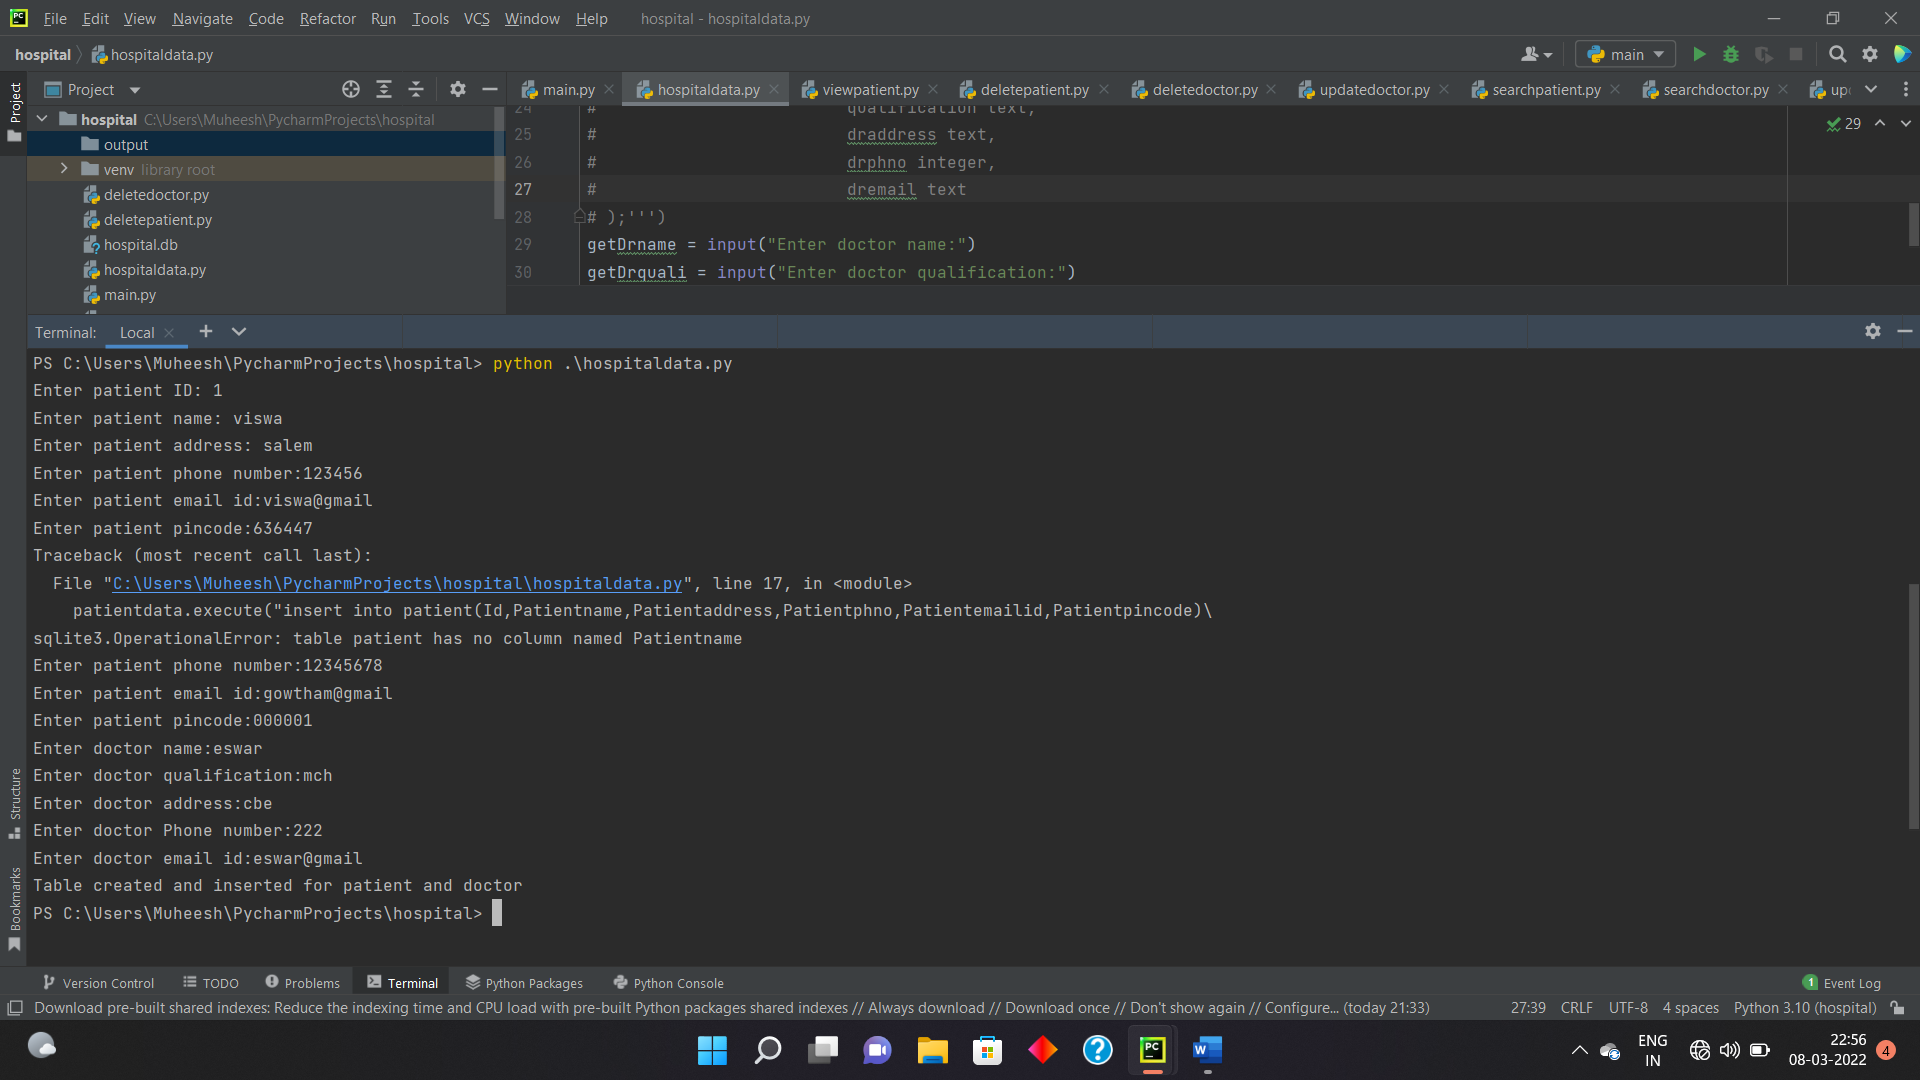 PC File Edit View Navigate Code Refactor Run Tools VCS Window Help hospital - hospitaldata.py
hospital hospitaldata.py main
Project
Project main.py hospitaldata.py viewpatient.py deletepatient.py deletedoctor.py updatedoctor.py searchpatient.py searchdoctor.py
hospital C:\Users\Muheesh\PycharmProjects\hospital
output
venv library root
deletedoctor.py
deletepatient.py
hospital.db
hospitaldata.py
main.py
24 # qualification text,
25 # draddress text,
26 # drphno integer,
27 # dremail text
28 # );''')
29 getDrname = input("Enter doctor name:")
30 getDrquali = input("Enter doctor qualification:")
29
Terminal: Local
PS C:\Users\Muheesh\PycharmProjects\hospital> python .\hospitaldata.py
Enter patient ID: 1
Enter patient name: viswa
Enter patient address: salem
Enter patient phone number:123456
Enter patient email id:viswa@gmail
Enter patient pincode:636447
Traceback (most recent call last):
File "C:\Users\Muheesh\PycharmProjects\hospital\hospitaldata.py", line 17, in <module>
patientdata.execute("insert into patient(Id,Patientname,Patientaddress,Patientphno,Patientemailid,Patientpincode)\
sqlite3.OperationalError: table patient has no column named Patientname
Enter patient phone number:12345678
Enter patient email id:gowtham@gmail
Enter patient pincode:000001
Enter doctor name:eswar
Enter doctor qualification:mch
Enter doctor address:cbe
Enter doctor Phone number:222
Enter doctor email id:eswar@gmail
Table created and inserted for patient and doctor
PS C:\Users\Muheesh\PycharmProjects\hospital>
Structure
Bookmarks
Version Control TODO Problems Terminal Python Packages Python Console 1 Event Log
Download pre-built shared indexes: Reduce the indexing time and CPU load with pre-built Python packages shared indexes // Always download // Download once // Don't show again // Configure... (today 21:33) 27:39 CRLF UTF-8 4 spaces Python 3.10 (hospital)
PC W ENG 22:56
IN 08-03-2022 4